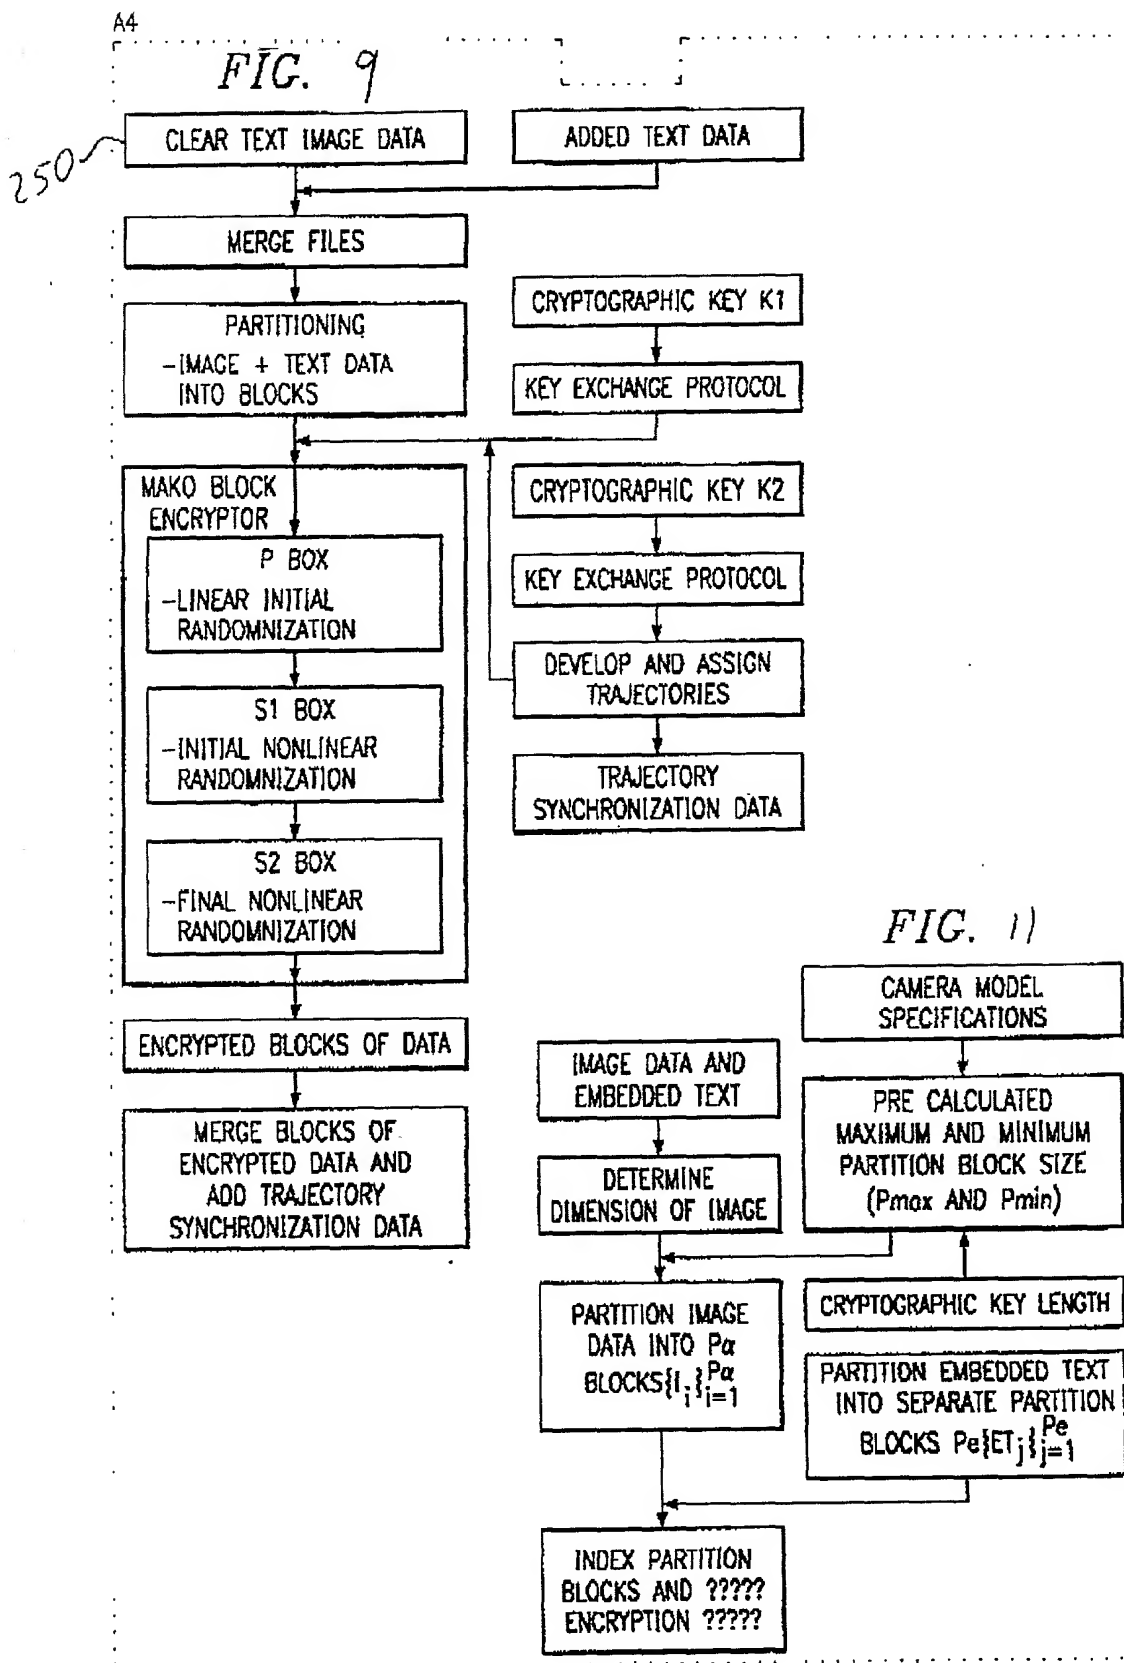 A4
FIG. 9
250
CLEAR TEXT IMAGE DATA
ADDED TEXT DATA
MERGE FILES
PARTITIONING
-IMAGE + TEXT DATA
INTO BLOCKS
CRYPTOGRAPHIC KEY K1
KEY EXCHANGE PROTOCOL
MAKO BLOCK
ENCRYPTOR
P BOX
-LINEAR INITIAL
RANDOMNIZATION
S1 BOX
-INITIAL NONLINEAR
RANDOMNIZATION
S2 BOX
-FINAL NONLINEAR
RANDOMNIZATION
CRYPTOGRAPHIC KEY K2
KEY EXCHANGE PROTOCOL
DEVELOP AND ASSIGN
TRAJECTORIES
TRAJECTORY
SYNCHRONIZATION DATA
ENCRYPTED BLOCKS OF DATA
MERGE BLOCKS OF
ENCRYPTED DATA AND
ADD TRAJECTORY
SYNCHRONIZATION DATA
FIG. 11
CAMERA MODEL
SPECIFICATIONS
IMAGE DATA AND
EMBEDDED TEXT
PRE CALCULATED
MAXIMUM AND MINIMUM
PARTITION BLOCK SIZE
(Pmax AND Pmin)
DETERMINE
DIMENSION OF IMAGE
CRYPTOGRAPHIC KEY LENGTH
PARTITION IMAGE
DATA INTO Pα
BLOCKS{I_i}_{i=1}^{Pα}
PARTITION EMBEDDED TEXT
INTO SEPARATE PARTITION
BLOCKS Pe{ET_j}_{j=1}^{Pe}
INDEX PARTITION
BLOCKS AND ?????
ENCRYPTION ?????